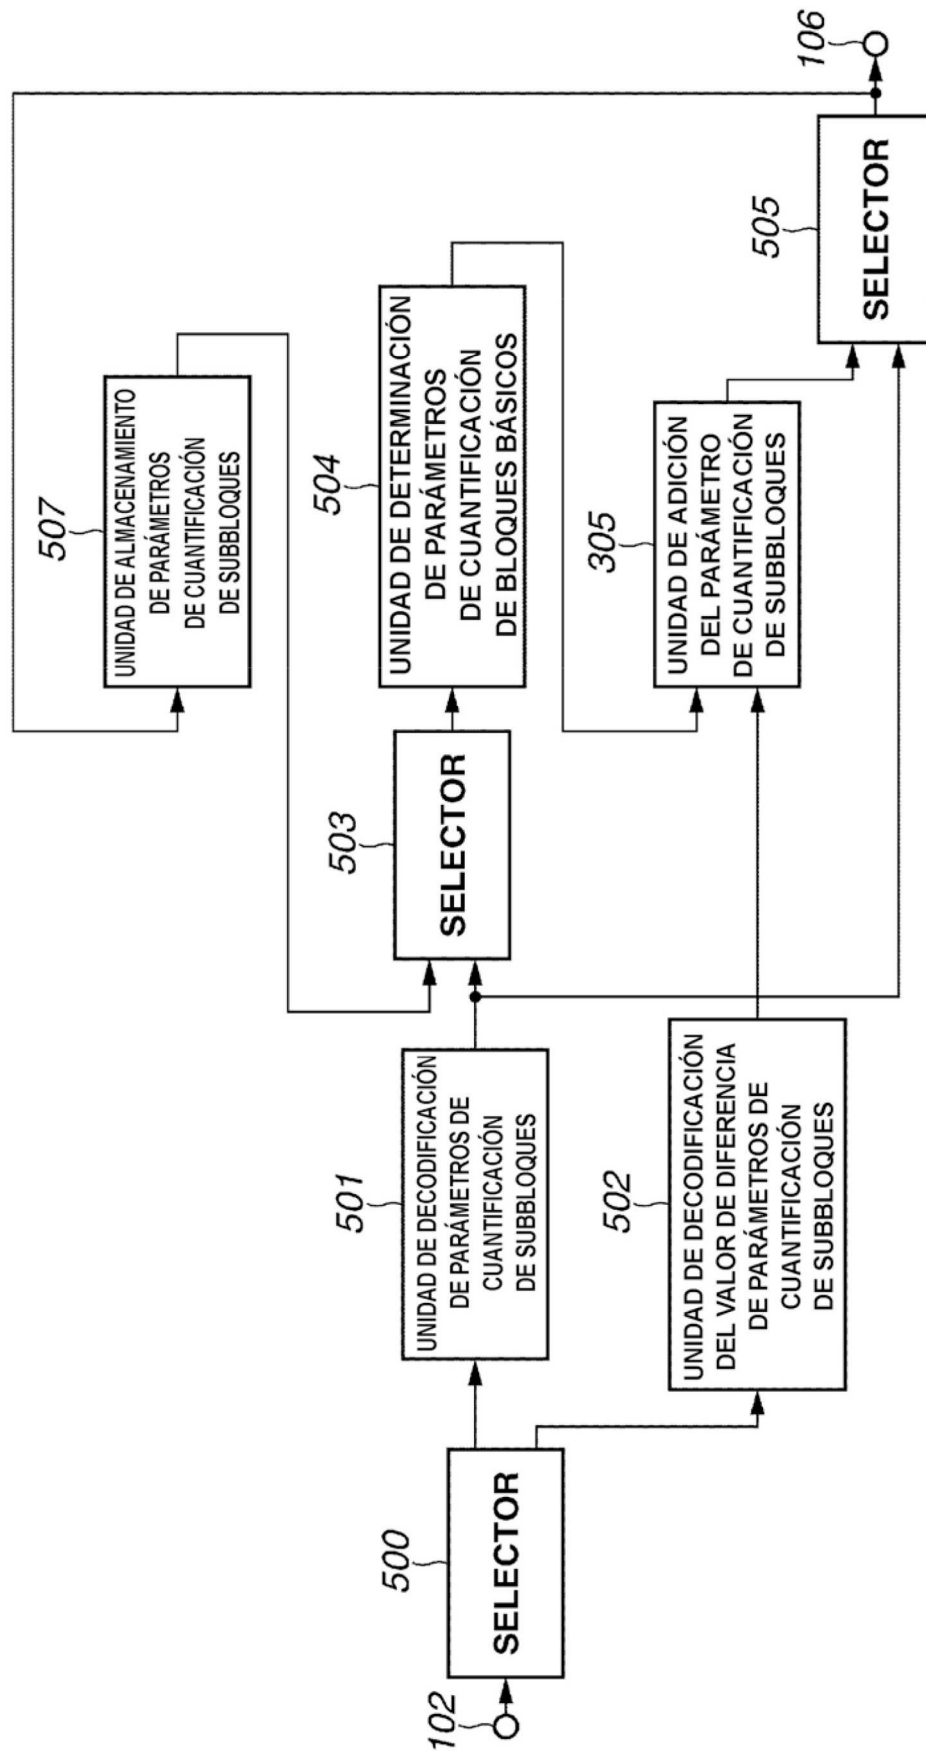 507
UNIDAD DE ALMACENAMIENTO
DE PARÁMETROS
DE CUANTIFICACIÓN
DE SUBBLOQUES
106
501
UNIDAD DE DECODIFICACIÓN
DE PARÁMETROS DE
CUANTIFICACIÓN
DE SUBBLOQUES
503
SELECTOR
504
UNIDAD DE DETERMINACIÓN
DE PARÁMETROS
DE CUANTIFICACIÓN
DE BLOQUES BÁSICOS
102
500
SELECTOR
502
UNIDAD DE DECODIFICACIÓN
DEL VALOR DE DIFERENCIA
DE PARÁMETROS DE
CUANTIFICACIÓN
DE SUBBLOQUES
305
UNIDAD DE ADICIÓN
DEL PARÁMETRO
DE CUANTIFICACIÓN
DE SUBBLOQUES
505
SELECTOR